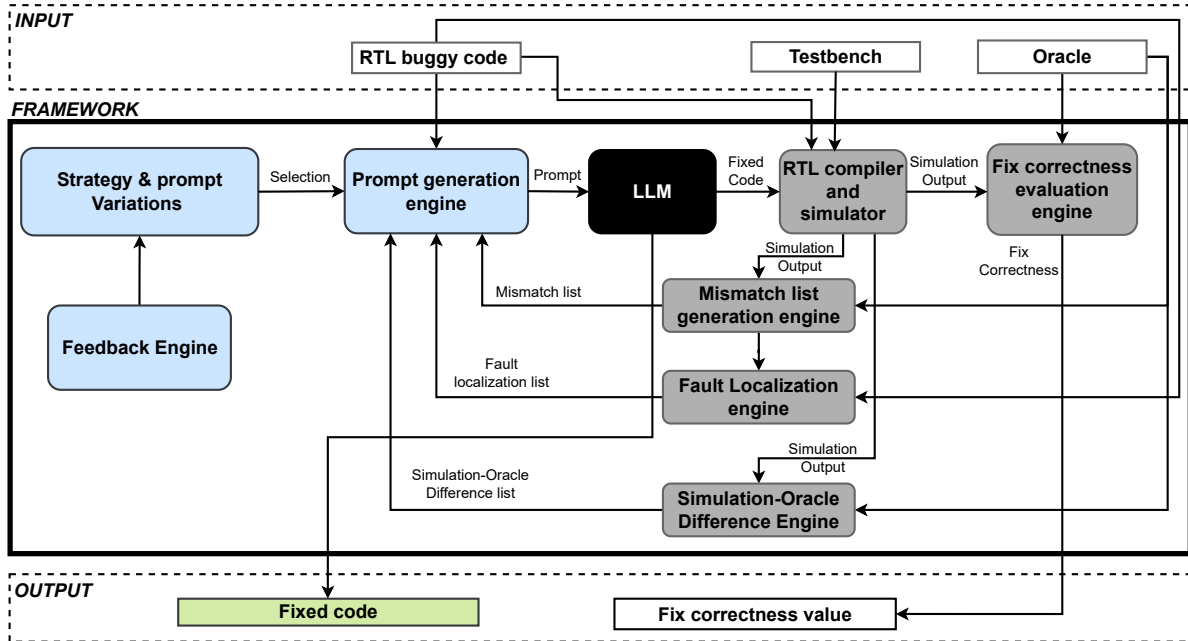 INPUT
RTL buggy code
Testbench
Oracle
FRAMEWORK
Strategy & prompt
Variations
Selection
Prompt generation
engine
Prompt
LLM
Fixed
Code
RTL compiler
and
simulator
Simulation
Output
Fix correctness
evaluation
engine
Simulation
Output
Fix
Correctness
Mismatch list
Mismatch list
generation engine
Feedback Engine
Fault
localization list
Fault Localization
engine
Simulation
Output
Simulation-Oracle
Difference list
Simulation-Oracle
Difference Engine
OUTPUT
Fixed code
Fix correctness value